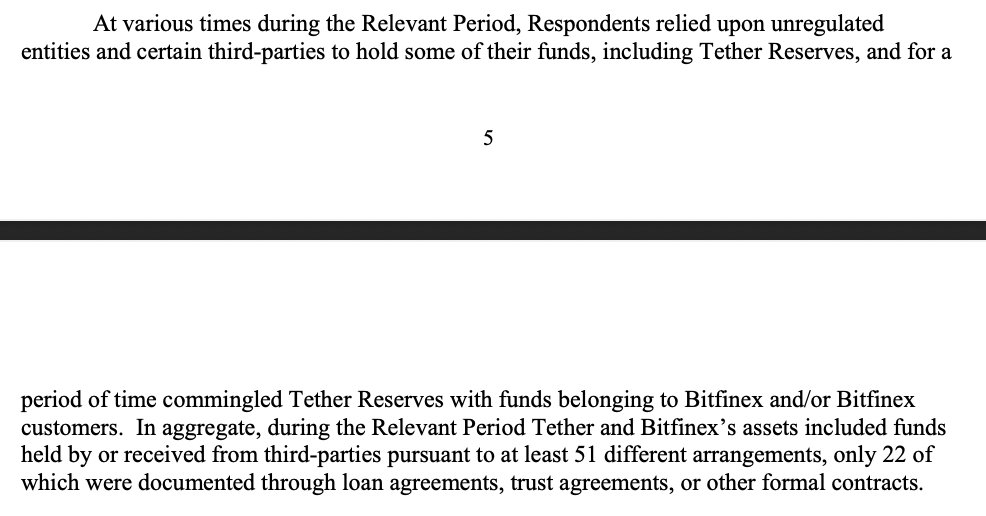 At various times during the Relevant Period, Respondents relied upon unregulated
entities and certain third-parties to hold some of their funds, including Tether Reserves, and for a
5
period of time commingled Tether Reserves with funds belonging to Bitfinex and/or Bitfinex
customers.  In aggregate, during the Relevant Period Tether and Bitfinex’s assets included funds
held by or received from third-parties pursuant to at least 51 different arrangements, only 22 of
which were documented through loan agreements, trust agreements, or other formal contracts.